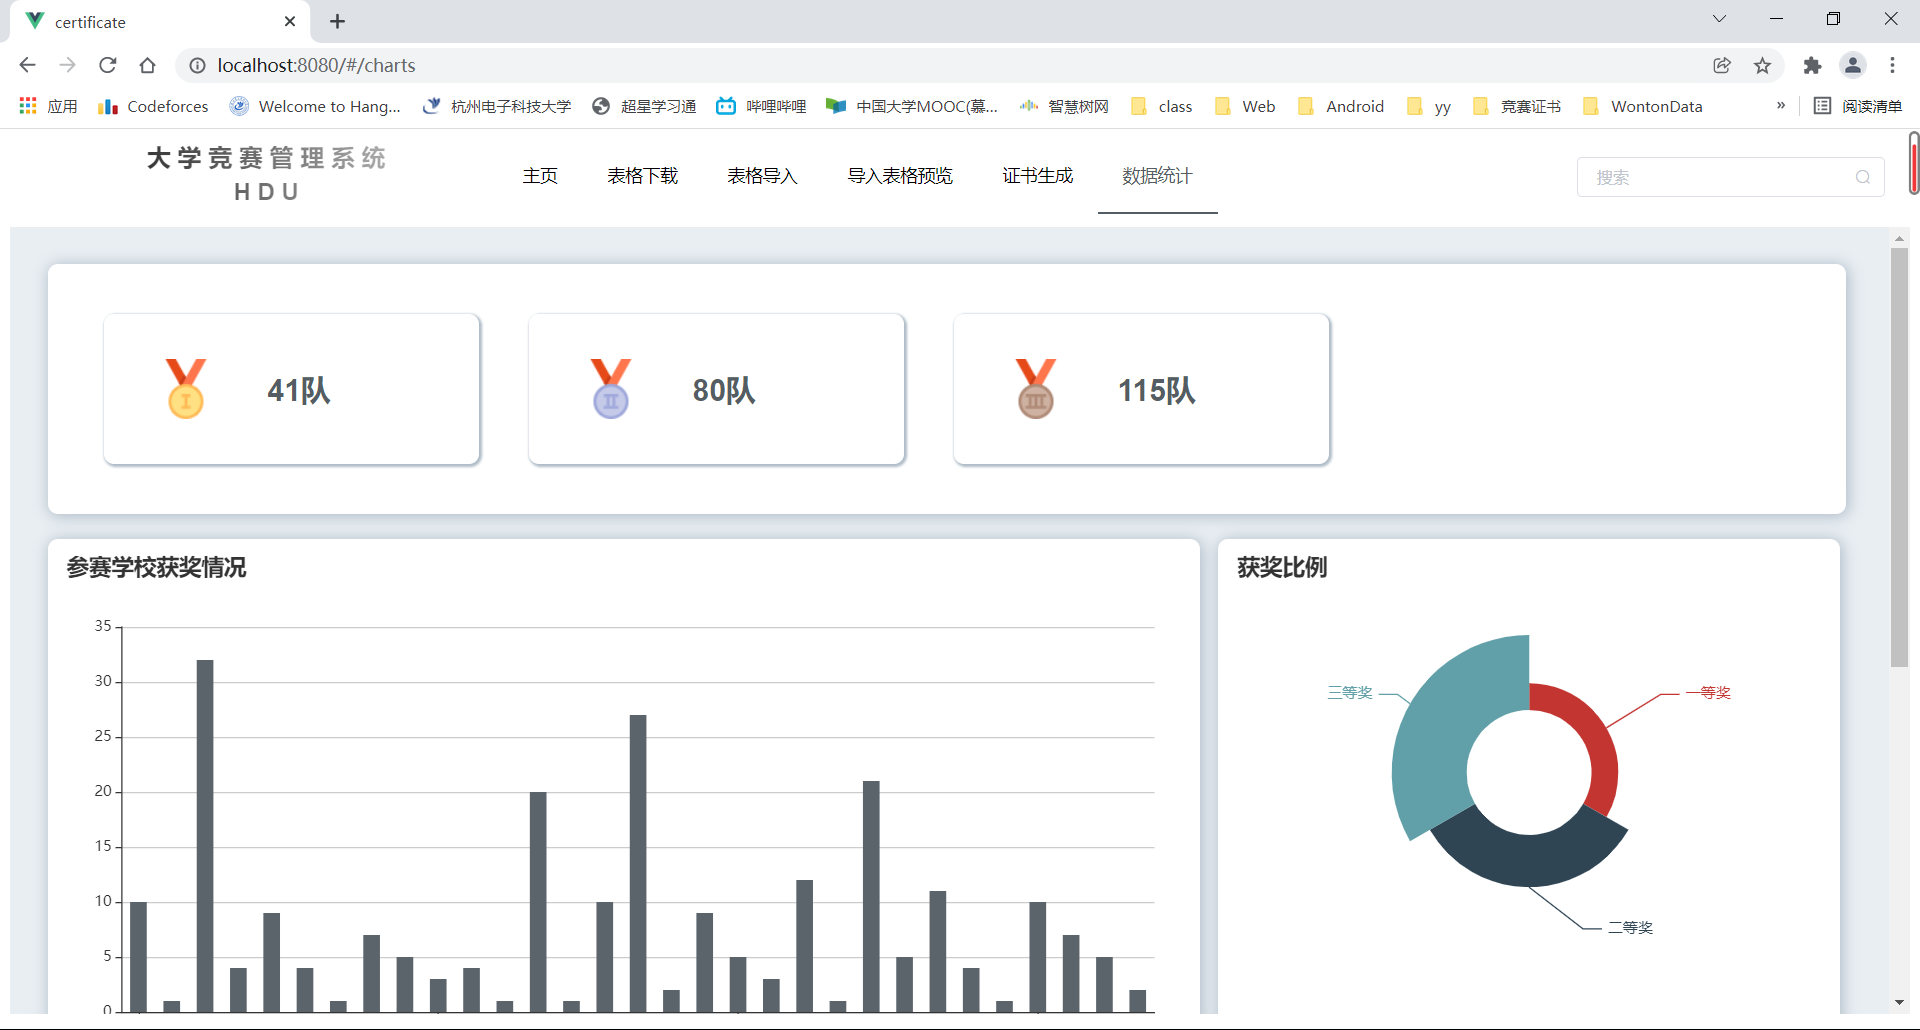 certificate
localhost:8080/#/charts
应用 Codeforces Welcome to Hang... 杭州电子科技大学 超星学习通 哔哩哔哩 中国大学MOOC(慕... 智慧树网 class Web Android yy 竞赛证书 WontonData » 阅读清单
大学竞赛管理系统
HDU
主页 表格下载 表格导入 导入表格预览 证书生成 数据统计 搜索
I 41队 II 80队 III 115队
参赛学校获奖情况
35
30
25
20
15
10
5
0
获奖比例
三等奖 一等奖
二等奖